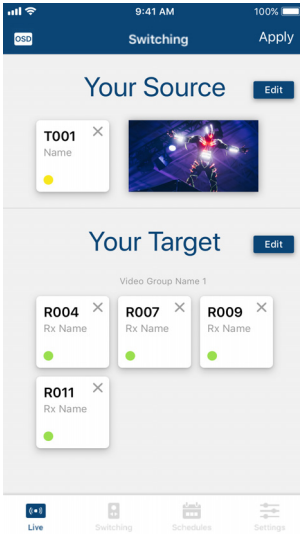 9:41 AM
100%
OSD
Switching
Apply
Your Source
Edit
T001
Name
Your Target
Edit
Video Group Name 1
R004
Rx Name
R007
Rx Name
R009
Rx Name
R011
Rx Name
Live
Switching
Schedules
Settings